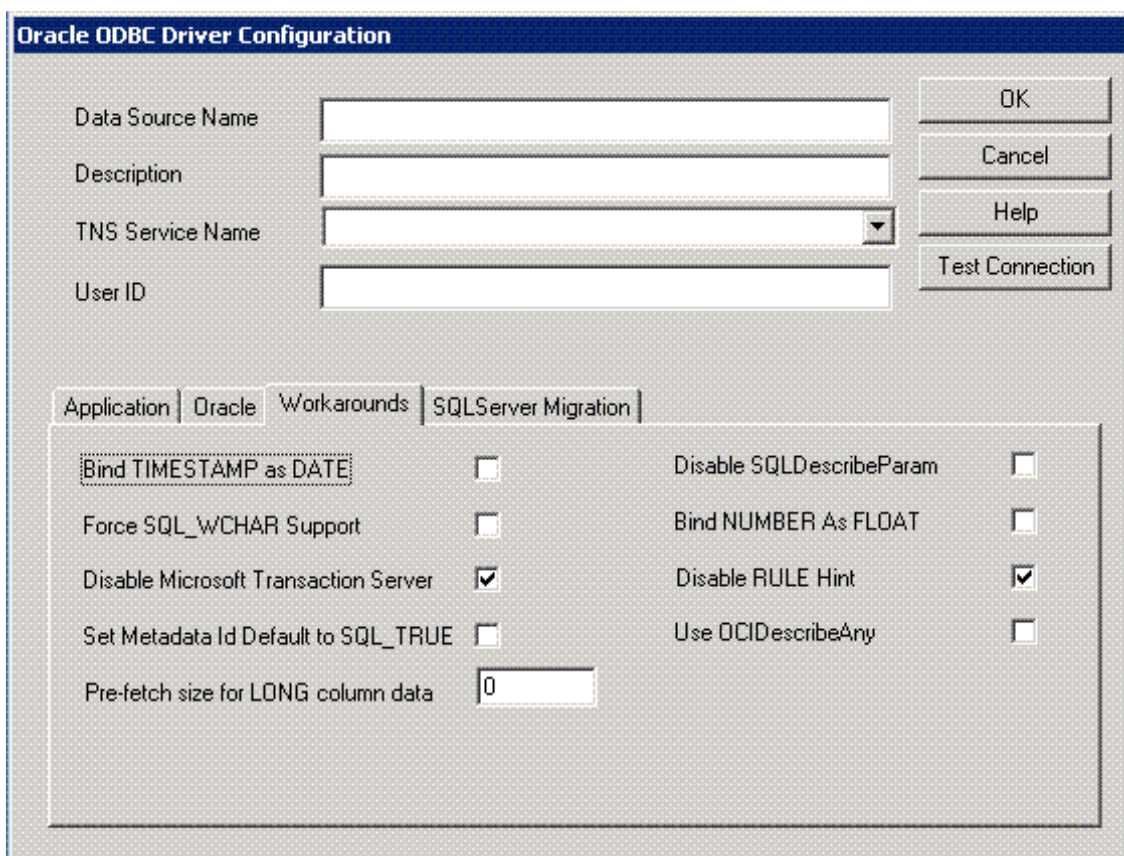 Oracle ODBC Driver Configuration
Data Source Name
OK
Description
Cancel
TNS Service Name
Help
User ID
Test Connection
Application
Oracle
Workarounds
SQLServer Migration
Bind TIMESTAMP as DATE
Disable SQLDescribeParam
Force SQL_WCHAR Support
Bind NUMBER As FLOAT
Disable Microsoft Transaction Server
Disable RULE Hint
Set Metadata Id Default to SQL_TRUE
Use OCIDescribeAny
Pre-fetch size for LONG column data
0